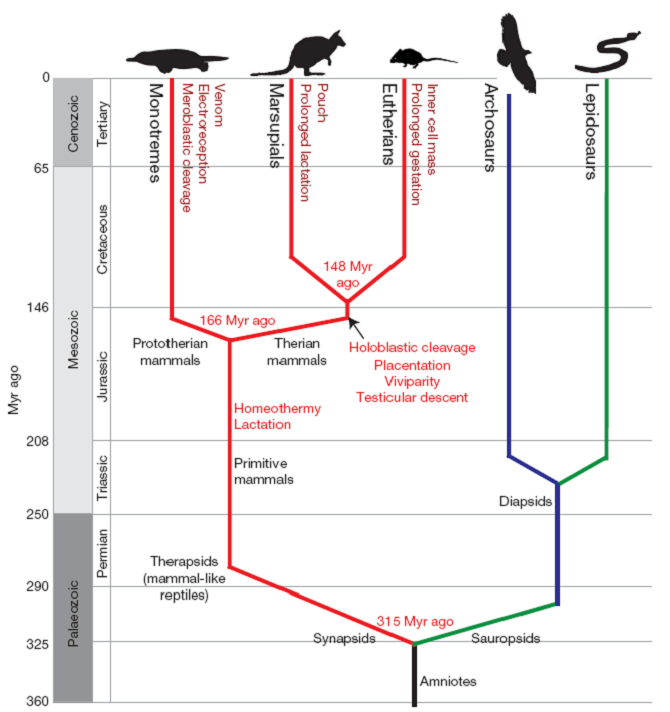 0
65
146
208
250
290
325
360
Myr ago
Cenozoic
Mesozoic
Palaeozoic
Tertiary
Cretaceous
Jurassic
Triassic
Permian
Monotremes
Venom
Electroreception
Meroblastic cleavage
Marsupials
Pouch
Prolonged lactation
Eutherians
Inner cell mass
Prolonged gestation
Archosaurs
Lepidosaurs
148 Myr
ago
166 Myr ago
Prototherian
mammals
Therian
mammals
Holoblastic cleavage
Placentation
Viviparity
Testicular descent
Homeothermy
Lactation
Primitive
mammals
Diapsids
Therapsids
(mammal-like
reptiles)
315 Myr ago
Synapsids
Sauropsids
Amniotes